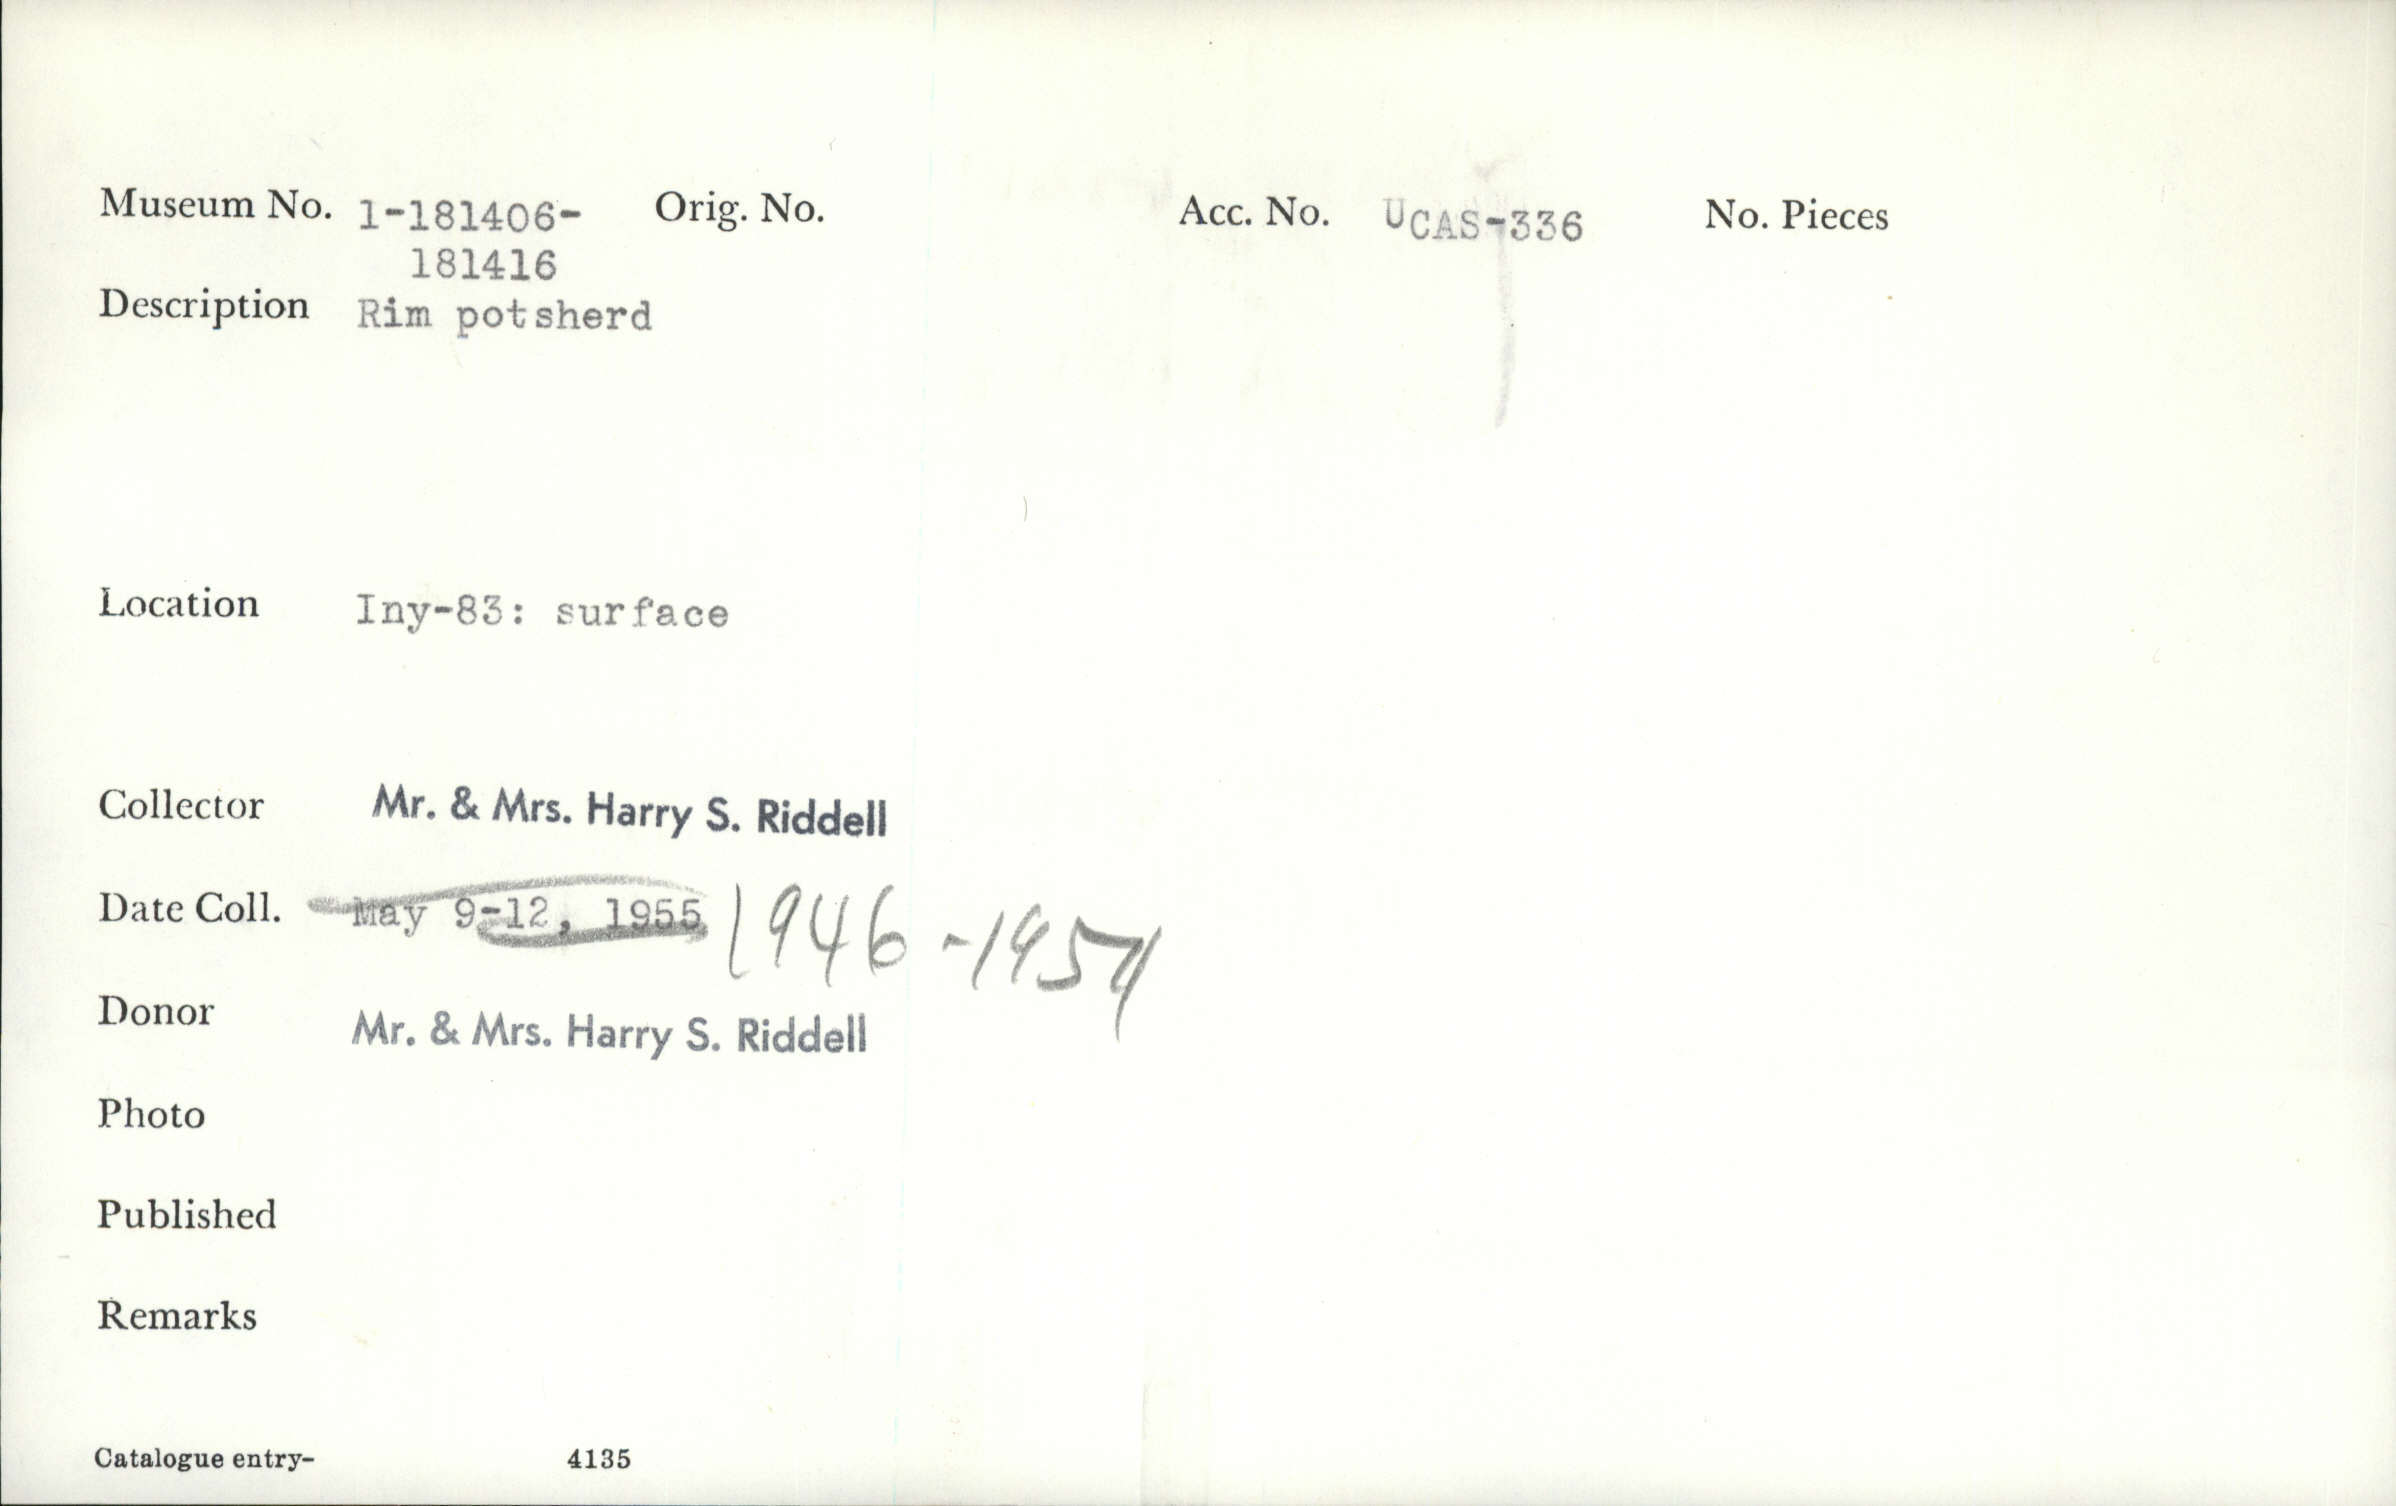 Museum No. 1-181406- Orig. No. Acc. No. UCAS-336 No. Pieces
181416
Description Rim potsherd
Location Iny-83: surface
Collector Mr. & Mrs. Harry S. Riddell
Date Coll. May 9-12, 1955 1946-1954
Donor Mr. & Mrs. Harry S. Riddell
Photo
Published
Remarks
Catalogue entry- 4135